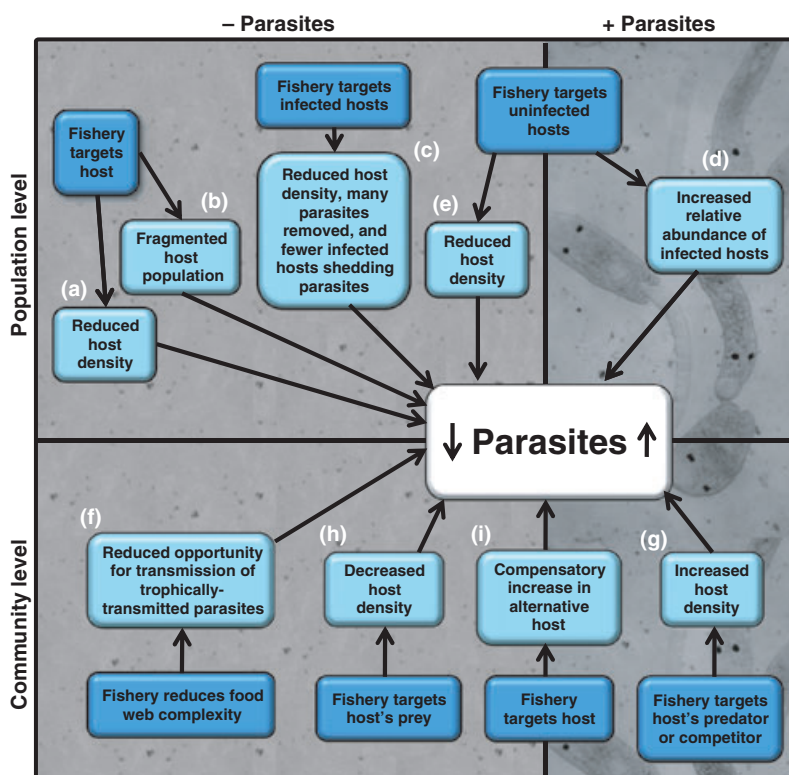 – Parasites
+ Parasites
Population level
Community level
Fishery
targets
host
Fishery targets
infected hosts
Fishery targets
uninfected
hosts
(a)
Reduced
host
density
(b)
Fragmented
host
population
(c)
Reduced host
density, many
parasites
removed, and
fewer infected
hosts shedding
parasites
(e)
Reduced
host
density
(d)
Increased
relative
abundance of
infected hosts
↓ Parasites ↑
(f)
Reduced opportunity
for transmission of
trophically-
transmitted parasites
(h)
Decreased
host
density
(i)
Compensatory
increase in
alternative
host
(g)
Increased
host
density
Fishery reduces food
web complexity
Fishery targets
host's prey
Fishery
targets host
Fishery targets
host's predator
or competitor